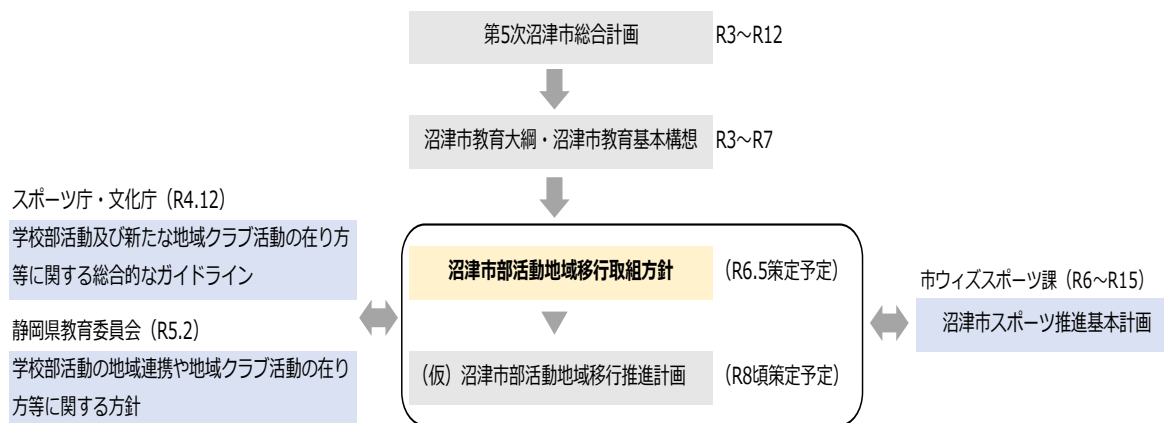 第5次沼津市総合計画 R3～R12
沼津市教育大綱・沼津市教育基本構想 R3～R7
スポーツ庁・文化庁（R4.12）
学校部活動及び新たな地域クラブ活動の在り方
等に関する総合的なガイドライン
静岡県教育委員会（R5.2）
学校部活動の地域連携や地域クラブ活動の在り
方等に関する方針
沼津市部活動地域移行取組方針 （R6.5策定予定）
（仮）沼津市部活動地域移行推進計画 （R8頃策定予定）
市ウィズスポーツ課（R6～R15）
沼津市スポーツ推進基本計画